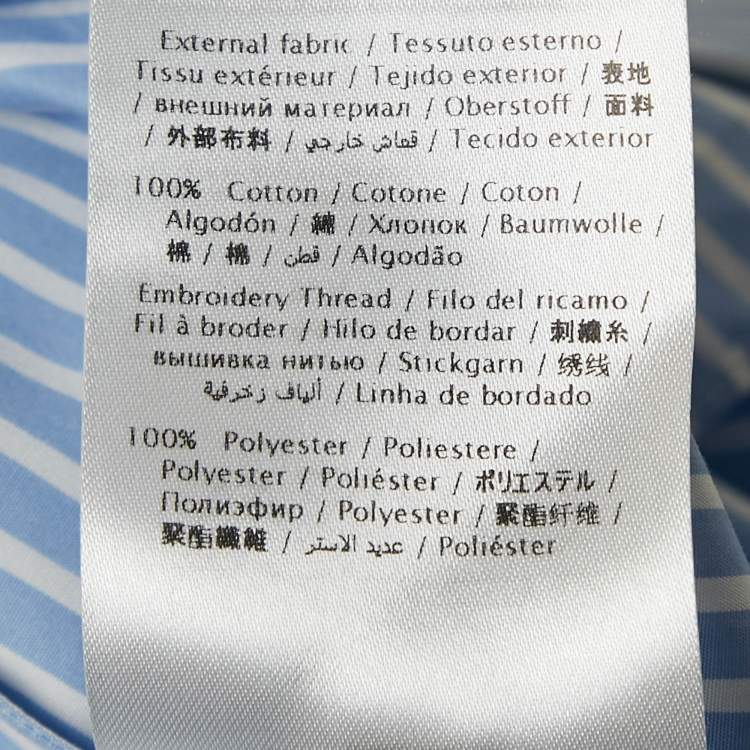 External fabric / Tessuto esterno /
Tissu extérieur / Tejido exterior / 表地
/ внешний материал / Oberstoff / 面料
/ 外部布料 / قماش خارجي / Tecido exterior
100% Cotton / Cotone / Coton /
Algodón / 綿 / Хлопок / Baumwolle /
棉 / 棉 / قطن / Algodão
Embroidery Thread / Filo del ricamo /
Fil à broder / Hilo de bordar / 刺繍糸 /
вышивка нитью / Stickgarn / 绣线 /
ألياف زخرفية / Linha de bordado
100% Polyester / Poliestere /
Polyester / Poliéster / ポリエステル /
Полиэфир / Polyester / 聚酯纤维 /
聚酯纖維 / عديد الاستر / Poliéster